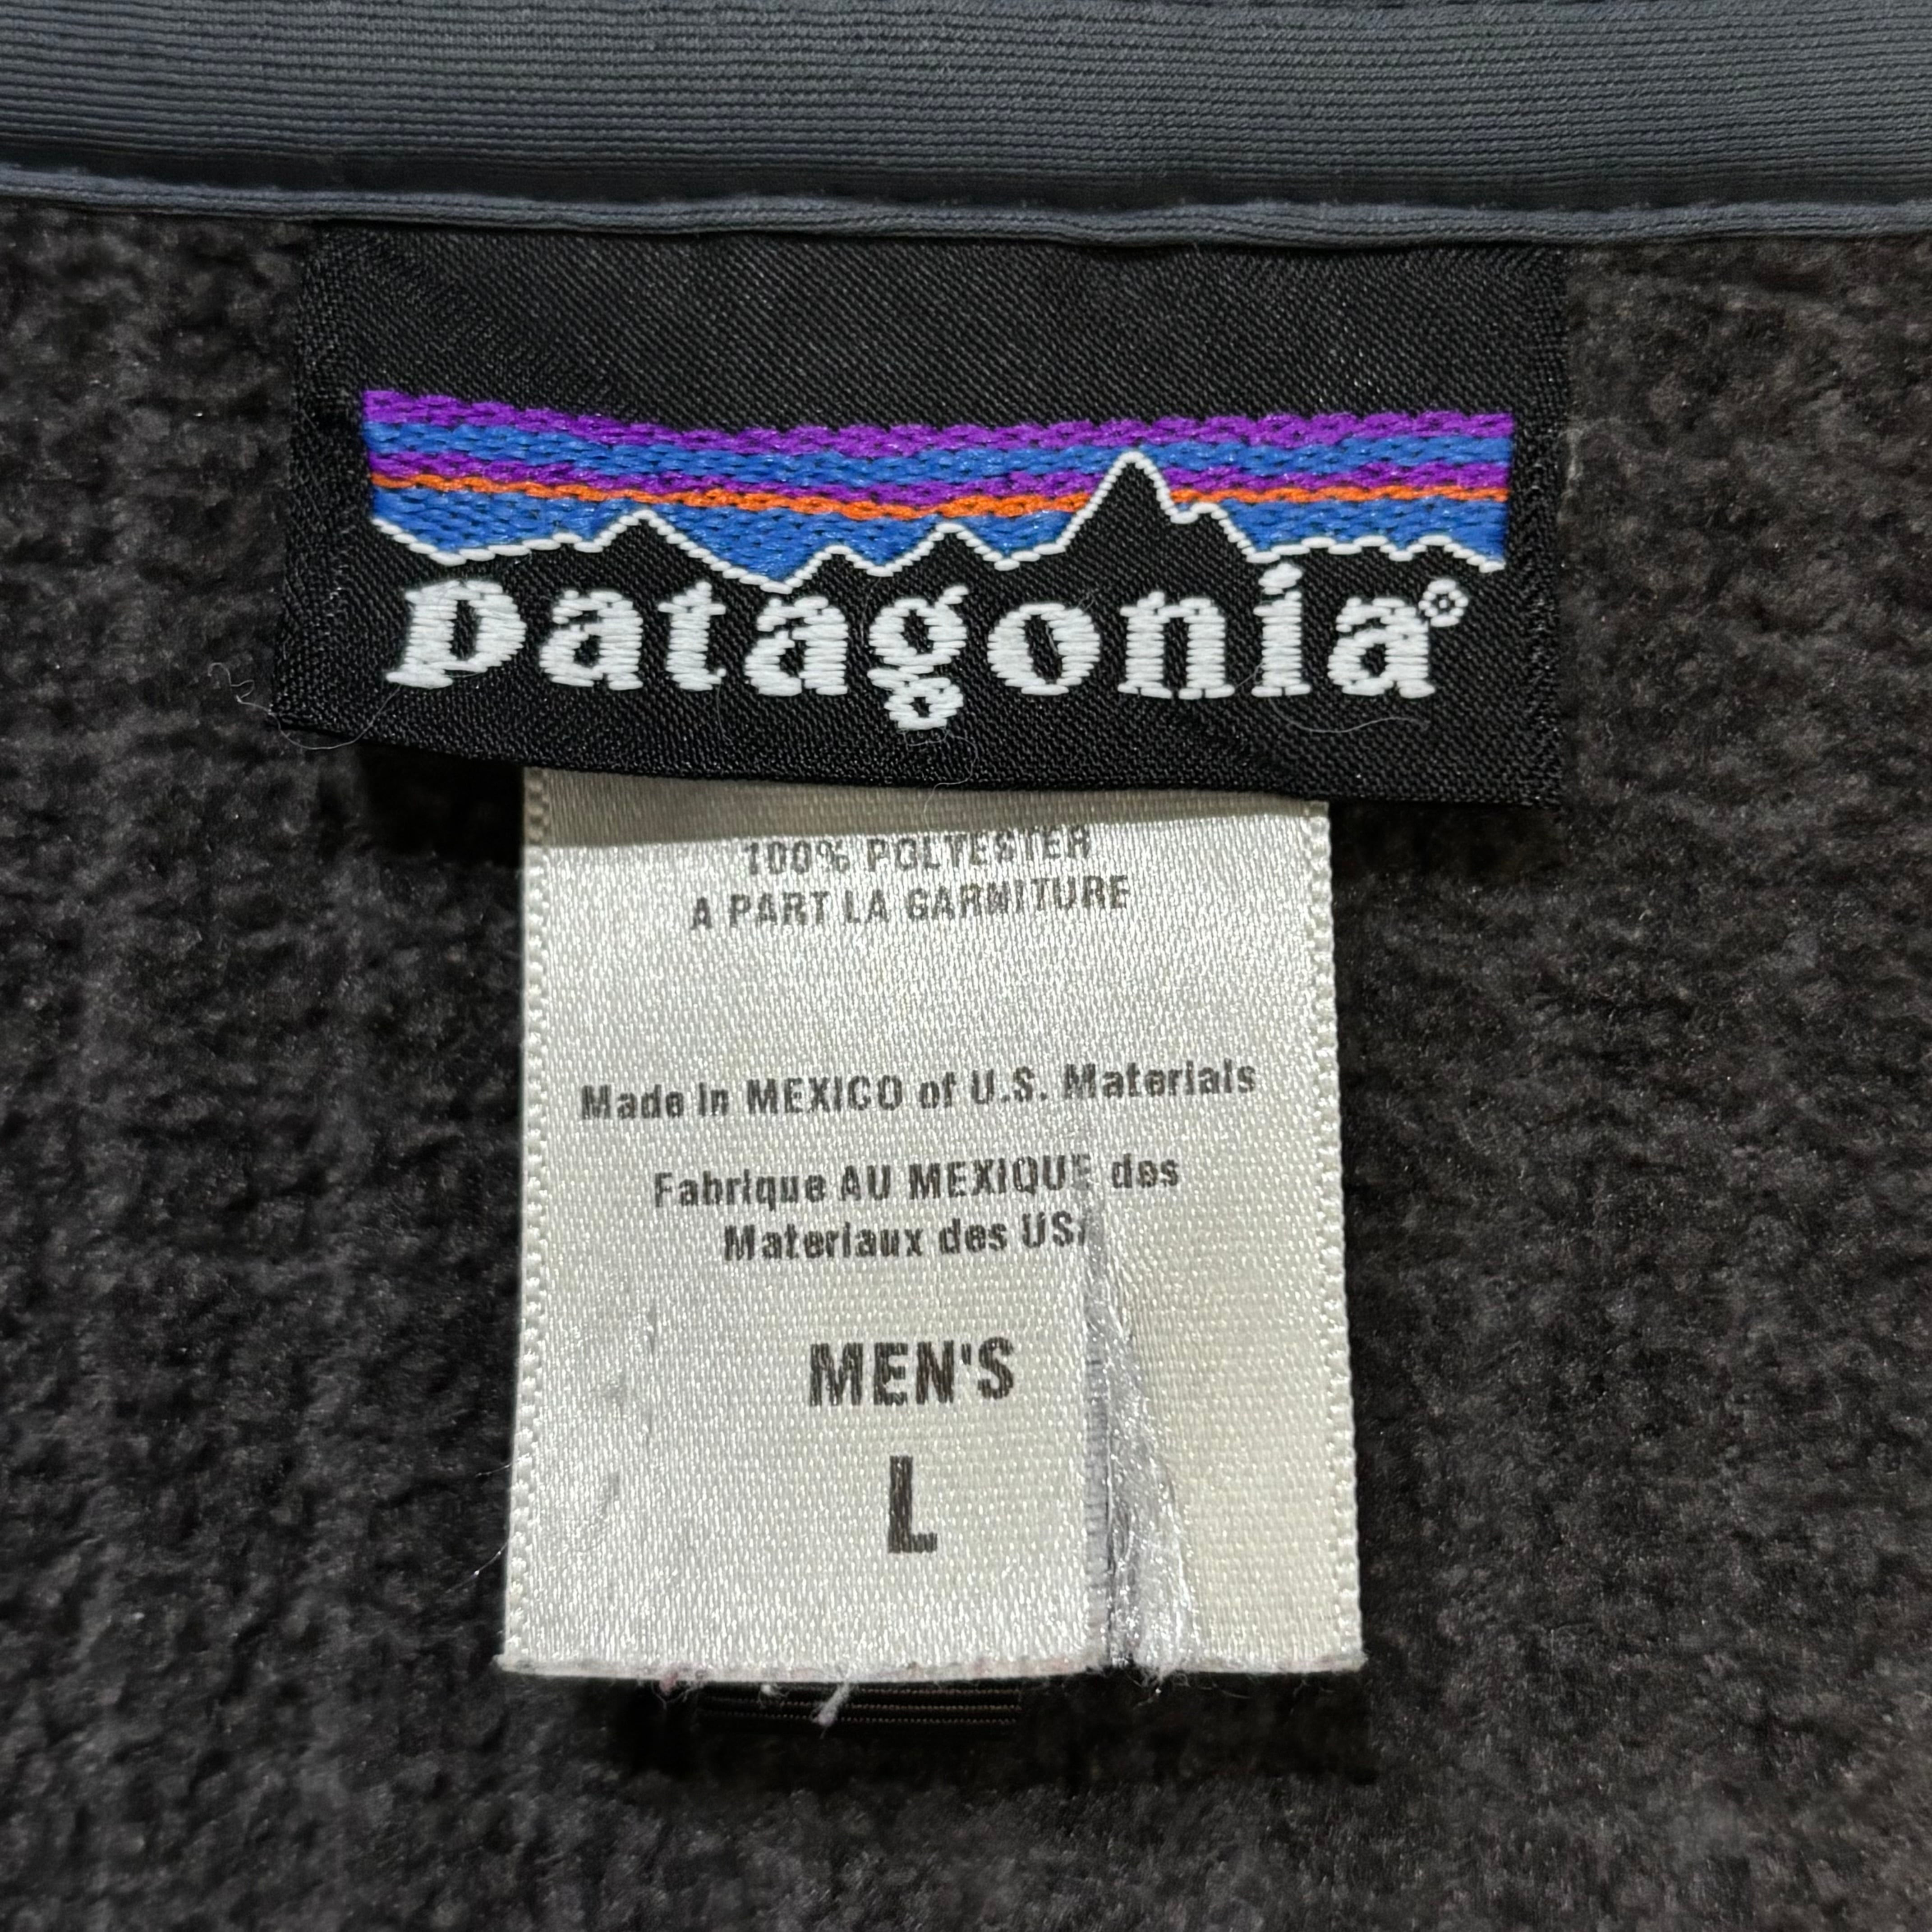 patagonia®
100% POLYESTER
A PART LA GARNITURE
Made in MEXICO of U.S. Materials
Fabrique AU MEXIQUE des
Materiaux des USA
MEN'S
L